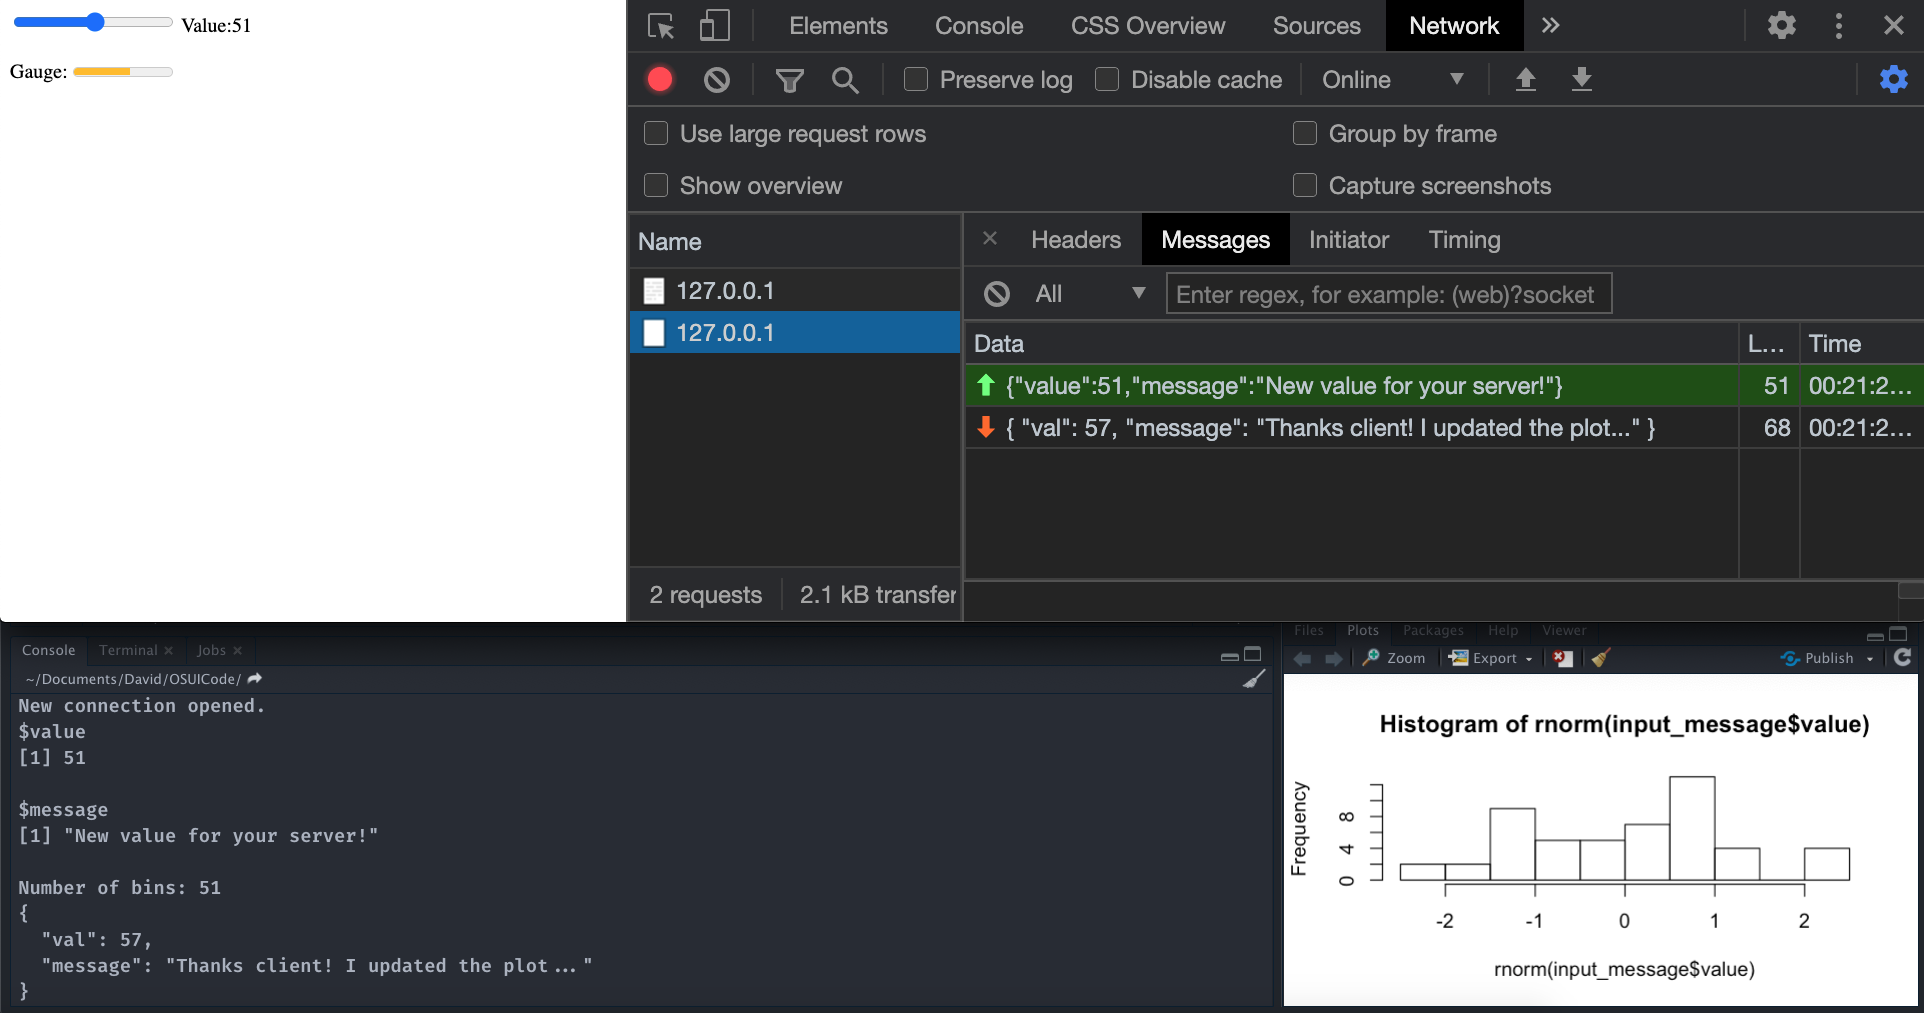 Value:51
Gauge:
Elements Console CSS Overview Sources Network
Preserve log Disable cache Online
Use large request rows Group by frame
Show overview Capture screenshots
Name
127.0.0.1
127.0.0.1
2 requests 2.1 kB transfer
Headers Messages Initiator Timing
All Enter regex, for example: (web)?socket
Data L... Time
{"value":51,"message":"New value for your server!"} 51 00:21:2...
{ "val": 57, "message": "Thanks client! I updated the plot..." } 68 00:21:2...
Console Terminal Jobs
~/Documents/David/OSUICode/
New connection opened.
$value
[1] 51
$message
[1] "New value for your server!"
Number of bins: 51
{
"val": 57,
"message": "Thanks client! I updated the plot..."
}
Files Plots Packages Help Viewer
Zoom Export Publish
Histogram of rnorm(input_message$value)
Frequency
0 4 8
-2 -1 0 1 2
rnorm(input_message$value)